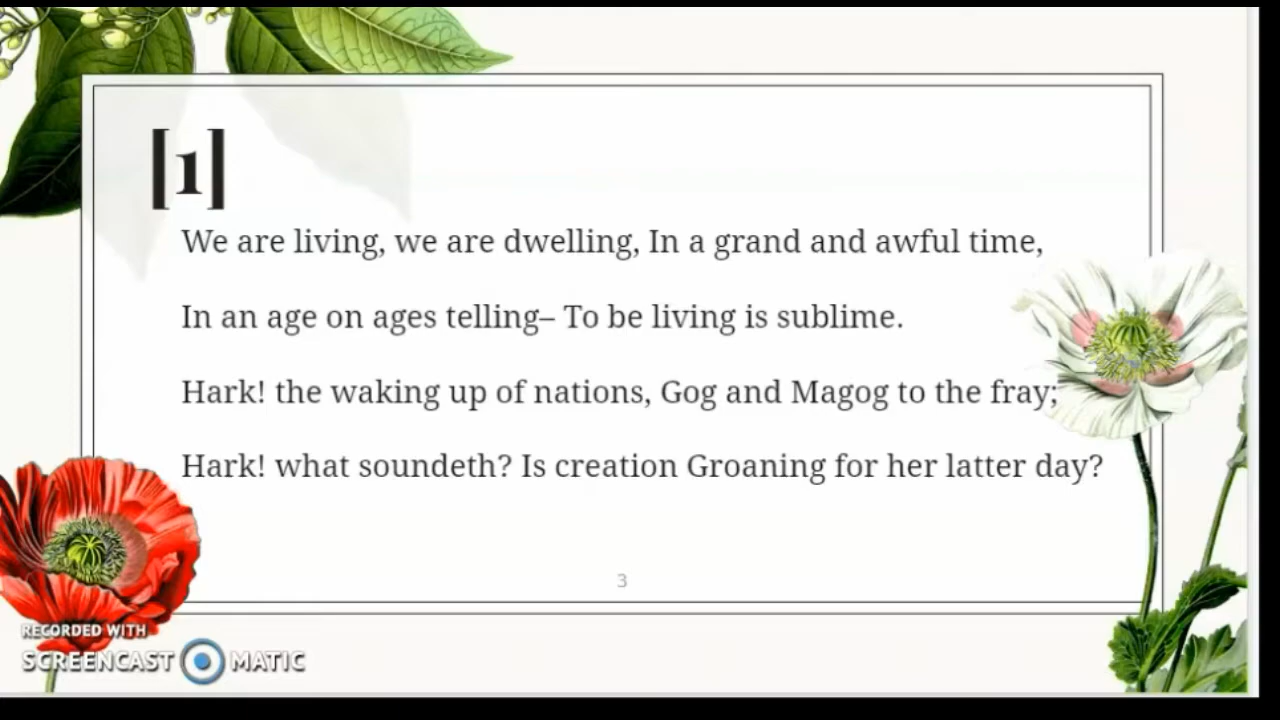 [1]
We are living, we are dwelling, In a grand and awful time,
In an age on ages telling– To be living is sublime.
Hark! the waking up of nations, Gog and Magog to the fray;
Hark! what soundeth? Is creation Groaning for her latter day?
3
RECORDED WITH
SCREENCAST MATIC